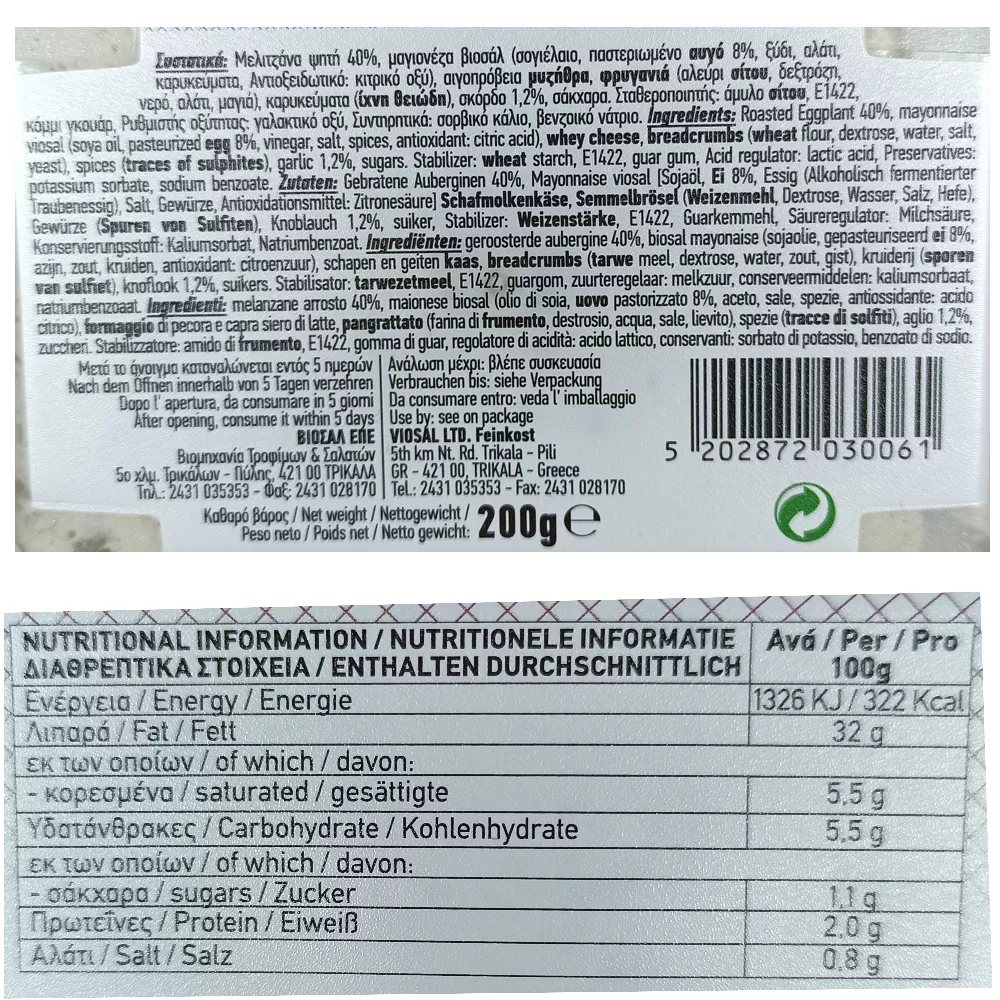 Συστατικά: Μελιτζάνα ψητή 40%, μαγιονέζα βιοσάλ (σογιέλαιο, παστεριωμένο αυγό 8%, ξύδι, αλάτι,
καρυκεύματα, Αντιοξειδωτικό: κιτρικό οξύ), αιγοπρόβεια μυζήθρα, φρυγανιά (αλεύρι σίτου, δεξτρόζη,
νερό, αλάτι, μαγιά), καρυκεύματα (ίχνη θειώδη), σκόρδο 1,2%, σάκχαρα. Σταθεροποιητής: άμυλο σίτου, E1422,
κόμμι γκουάρ, Ρυθμιστής οξύτητας: γαλακτικό οξύ, Συντηρητικά: σορβικό κάλιο, βενζοικό νάτριο. Ingredients: Roasted Eggplant 40%, mayonnaise
viosal (soya oil, pasteurized egg 8%, vinegar, salt, spices, antioxidant: citric acid), whey cheese, breadcrumbs (wheat flour, dextrose, water, salt,
yeast), spices (traces of sulphites), garlic 1,2%, sugars. Stabilizer: wheat starch, E1422, guar gum, Acid regulator: lactic acid, Preservatives:
potassium sorbate, sodium benzoate. Zutaten: Gebratene Auberginen 40%, Mayonnaise viosal [Sojaöl, Ei 8%, Essig (Alkoholisch fermentierter
Traubenessig), Salt, Gewürze, Antioxidationsmittel: Zitronesäure] Schafmolkenkäse, Semmelbrösel (Weizenmehl, Dextrose, Wasser, Salz, Hefe),
Gewürze (Spuren von Sulfiten), Knoblauch 1,2%, suiker, Stabilizer: Weizenstärke, E1422, Guarkemmehl, Säureregulator: Milchsäure,
Konservierungsstoff: Kaliumsorbat, Natriumbenzoat. Ingrediënten: geroosterde aubergine 40%, biosal mayonaise (sojaolie, gepasteuriseerd ei 8%,
azijn, zout, kruiden, antioxidant: citroenzuur), schapen en geiten kaas, breadcrumbs (tarwe meel, dextrose, water, zout, gist), kruiderij (sporen
van sulfiet), knoflook 1,2%, suikers. Stabilisator: tarwezetmeel, E1422, guargom, zuurteregelaar: melkzuur, conserveermiddelen: kaliumsorbaat,
natriumbenzoaat. Ingredienti: melanzane arrosto 40%, maionese biosal (olio di soia, uovo pastorizzato 8%, aceto, sale, spezie, antiossidante: acido
citrico), formaggio di pecora e capra siero di latte, pangrattato (farina di frumento, destrosio, acqua, sale, lievito), spezie (tracce di solfiti), aglio 1,2%,
zuccheri. Stabilizzatore: amido di frumento, E1422, gomma di guar, regolatore di acidità: acido lattico, conservanti: sorbato di potassio, benzoato di sodio.
Μετά το άνοιγμα καταναλώνεται εντός 5 ημερών
Nach dem Öffnen innerhalb von 5 Tagen verzehren
Dopo l' apertura, da consumare in 5 giorni
After opening, consume it within 5 days
ΒΙΟΣΑΛ ΕΠΕ
Βιομηχανία Τροφίμων & Σαλατών
5ο χλμ. Τρικάλων - Πύλης, 421 00 ΤΡΙΚΑΛΑ
Τηλ.: 2431 035353 - Φαξ: 2431 028170
Ανάλωση μέχρι: βλέπε συσκευασία
Verbrauchen bis: siehe Verpackung
Da consumare entro: veda l' imballaggio
Use by: see on package
VIOSAL LTD. Feinkost
5th km Nt. Rd. Trikala - Pili
GR - 421 00, TRIKALA - Greece
Tel.: 2431 035353 - Fax: 2431 028170
5 202872 030061
Καθαρό βάρος / Net weight / Nettogewicht /
Peso neto / Poids net / Netto gewicht:
200g e
NUTRITIONAL INFORMATION / NUTRITIONELE INFORMATIE
ΔΙΑΘΡΕΠΤΙΚΑ ΣΤΟΙΧΕΙΑ / ENTHALTEN DURCHSCHNITTLICH
Ανά / Per / Pro
100g
Ενέργεια / Energy / Energie 1326 KJ / 322 Kcal
Λιπαρά / Fat / Fett 32 g
εκ των οποίων / of which / davon:
- κορεσμένα / saturated / gesättigte 5,5 g
Υδατάνθρακες / Carbohydrate / Kohlenhydrate 5,5 g
εκ των οποίων / of which / davon:
- σάκχαρα / sugars / Zucker 1,1 g
Πρωτεΐνες / Protein / Eiweiß 2,0 g
Αλάτι / Salt / Salz 0,8 g